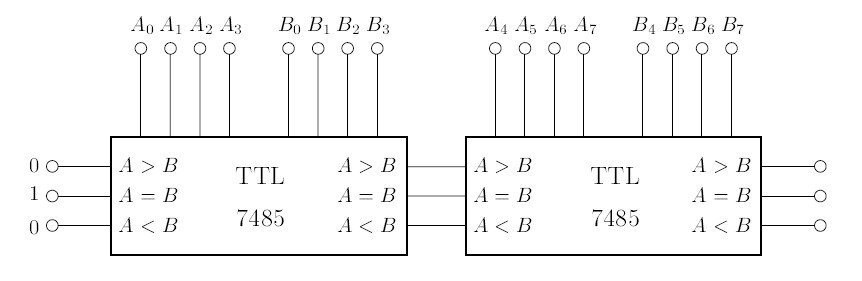 A₀ A₁ A₂ A₃ B₀ B₁ B₂ B₃ A₄ A₅ A₆ A₇ B₄ B₅ B₆ B₇
0 A > B TTL A > B A > B TTL A > B
1 A = B A = B A = B A = B
0 A < B 7485 A < B A < B 7485 A < B